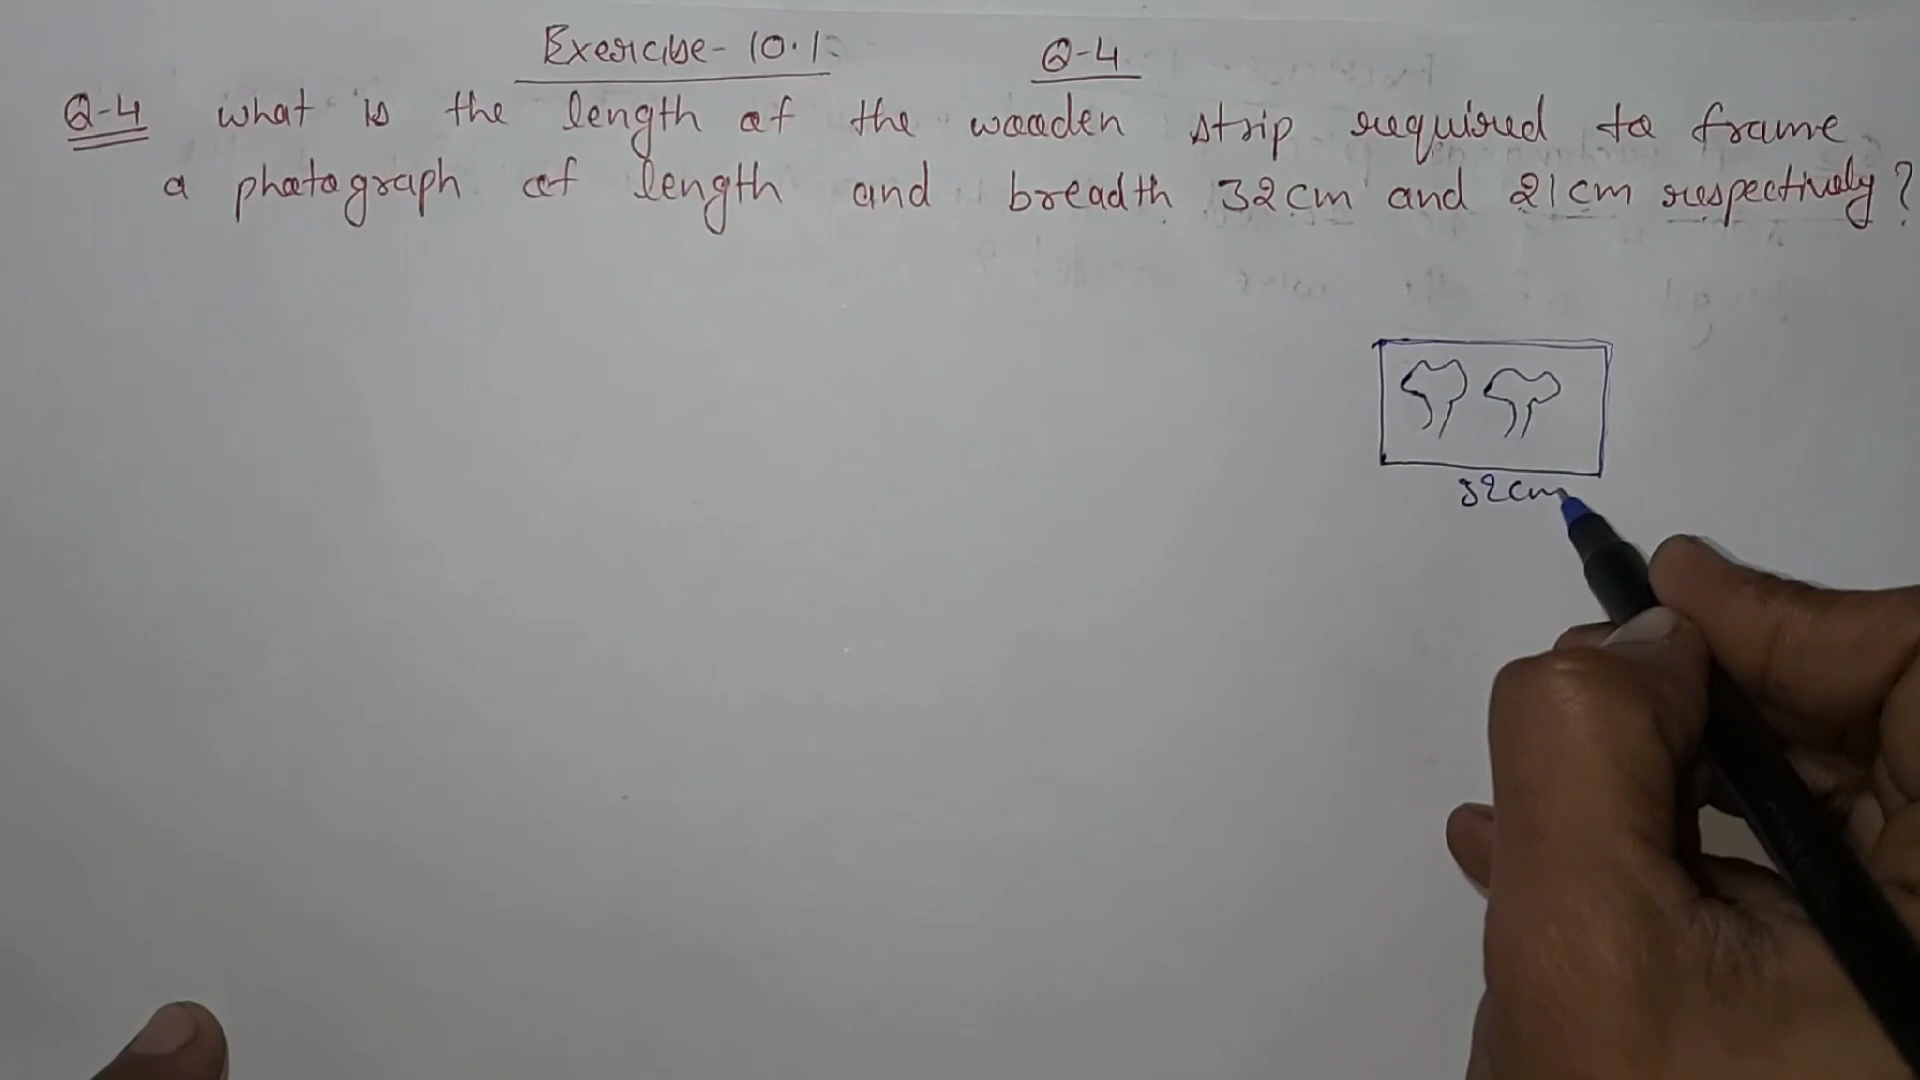 Exercise - 10.1 Q-4
Q-4 what is the length of the wooden strip required to frame
a photograph of length and breadth 32cm and 21cm respectively?
32cm